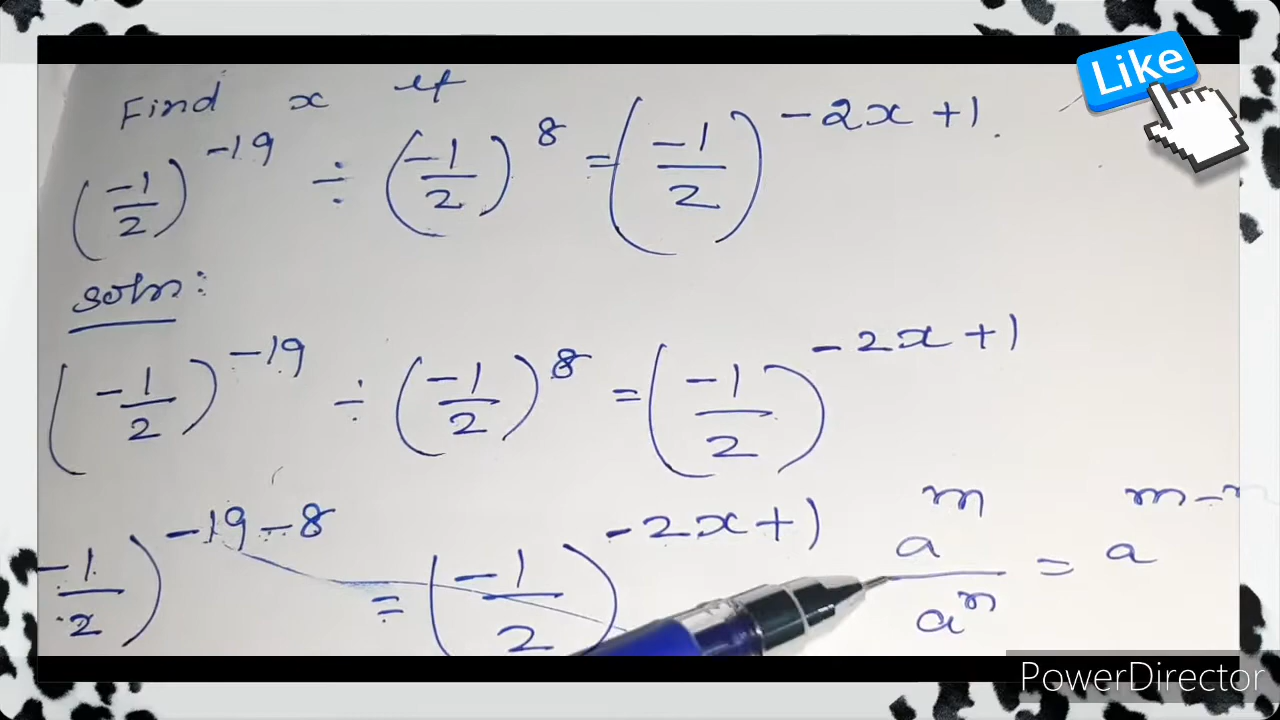 Like
Find x if
(-1/2)^-19 ÷ (-1/2)^8 = (-1/2)^-2x+1.
Soln:
(-1/2)^-19 ÷ (-1/2)^8 = (-1/2)^-2x+1
-1/2)^-19-8 = (-1/2)^-2x+1 a^m/a^n = a^m-n
PowerDirector